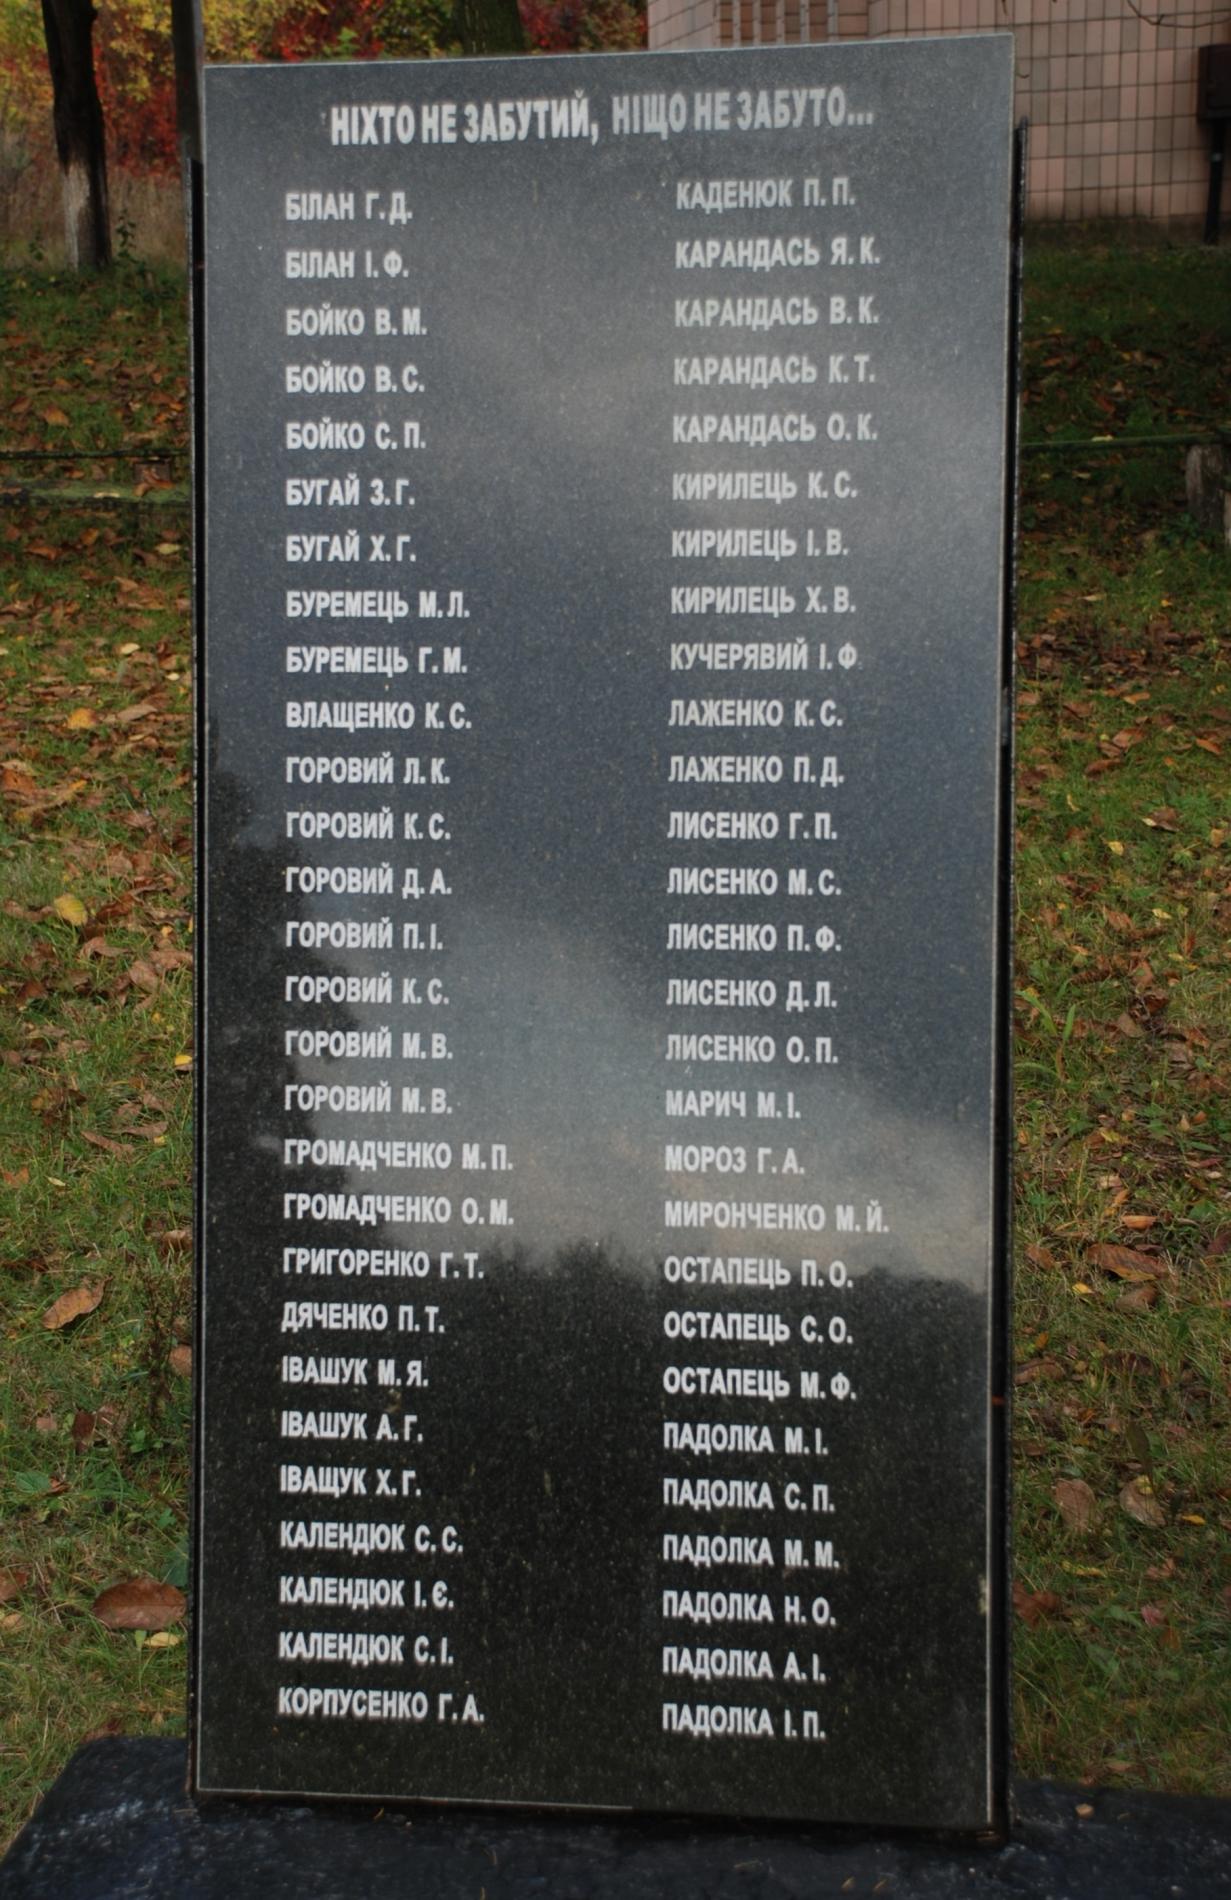 НІХТО НЕ ЗАБУТИЙ, НІЩО НЕ ЗАБУТО...
БІЛАН Г. Д.
БІЛАН І. Ф.
БОЙКО В. М.
БОЙКО В. С.
БОЙКО С. П.
БУГАЙ З. Г.
БУГАЙ Х. Г.
БУРЕМЕЦЬ М. Л.
БУРЕМЕЦЬ Г. М.
ВЛАЩЕНКО К. С.
ГОРОВИЙ Л. К.
ГОРОВИЙ К. С.
ГОРОВИЙ Д. А.
ГОРОВИЙ П. І.
ГОРОВИЙ К. С.
ГОРОВИЙ М. В.
ГОРОВИЙ М. В.
ГРОМАДЧЕНКО М. П.
ГРОМАДЧЕНКО О. М.
ГРИГОРЕНКО Г. Т.
ДЯЧЕНКО П. Т.
ІВАШУК М. Я.
ІВАШУК А. Г.
ІВАЩУК Х. Г.
КАЛЕНДЮК С. С.
КАЛЕНДЮК І. Є.
КАЛЕНДЮК С. І.
КОРПУСЕНКО Г. А.
КАДЕНЮК П. П.
КАРАНДАСЬ Я. К.
КАРАНДАСЬ В. К.
КАРАНДАСЬ К. Т.
КАРАНДАСЬ О. К.
КИРИЛЕЦЬ К. С.
КИРИЛЕЦЬ І. В.
КИРИЛЕЦЬ Х. В.
КУЧЕРЯВИЙ І. Ф
ЛАЖЕНКО К. С.
ЛАЖЕНКО П. Д.
ЛИСЕНКО Г. П.
ЛИСЕНКО М. С.
ЛИСЕНКО П. Ф.
ЛИСЕНКО Д. Л.
ЛИСЕНКО О. П.
МАРИЧ М. І.
МОРОЗ Г. А.
МИРОНЧЕНКО М. Й.
ОСТАПЕЦЬ П. О.
ОСТАПЕЦЬ С. О.
ОСТАПЕЦЬ М. Ф.
ПАДОЛКА М. І.
ПАДОЛКА С. П.
ПАДОЛКА М. М.
ПАДОЛКА Н. О.
ПАДОЛКА А. І.
ПАДОЛКА І. П.